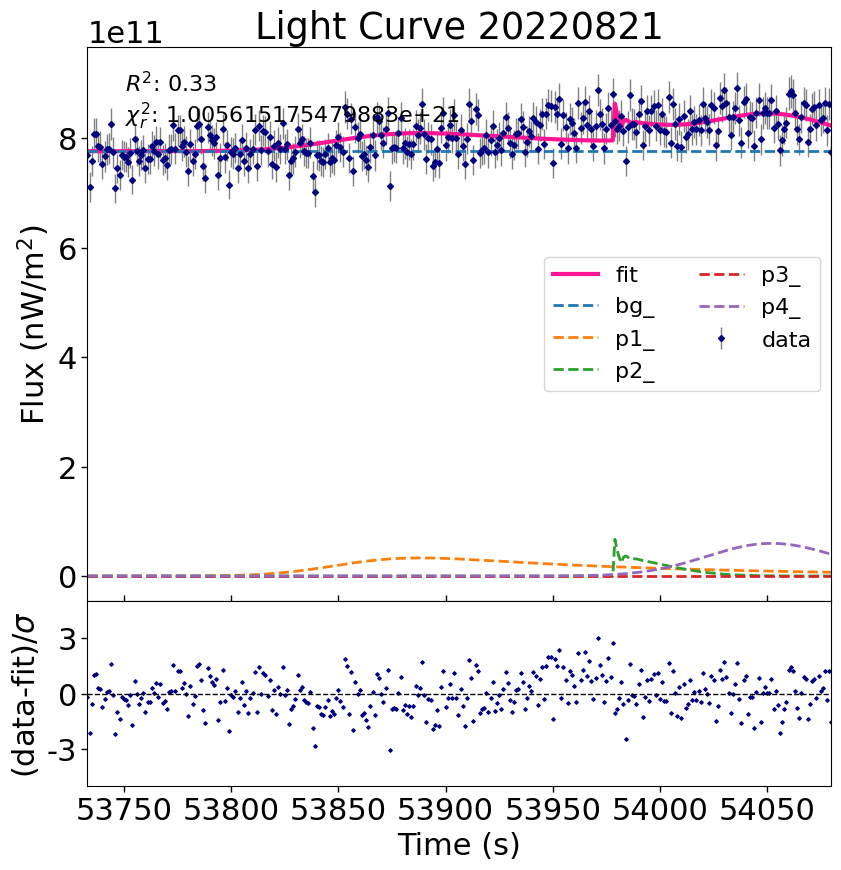 Light Curve 20220821
1e11
R²: 0.33
χ²ᵣ: 1.005615175479883e+21
8
6
4
2
0
Flux (nW/m²)
fit
bg_
p1_
p2_
p3_
p4_
data
3
0
-3
(data-fit)/σ
53750 53800 53850 53900 53950 54000 54050
Time (s)